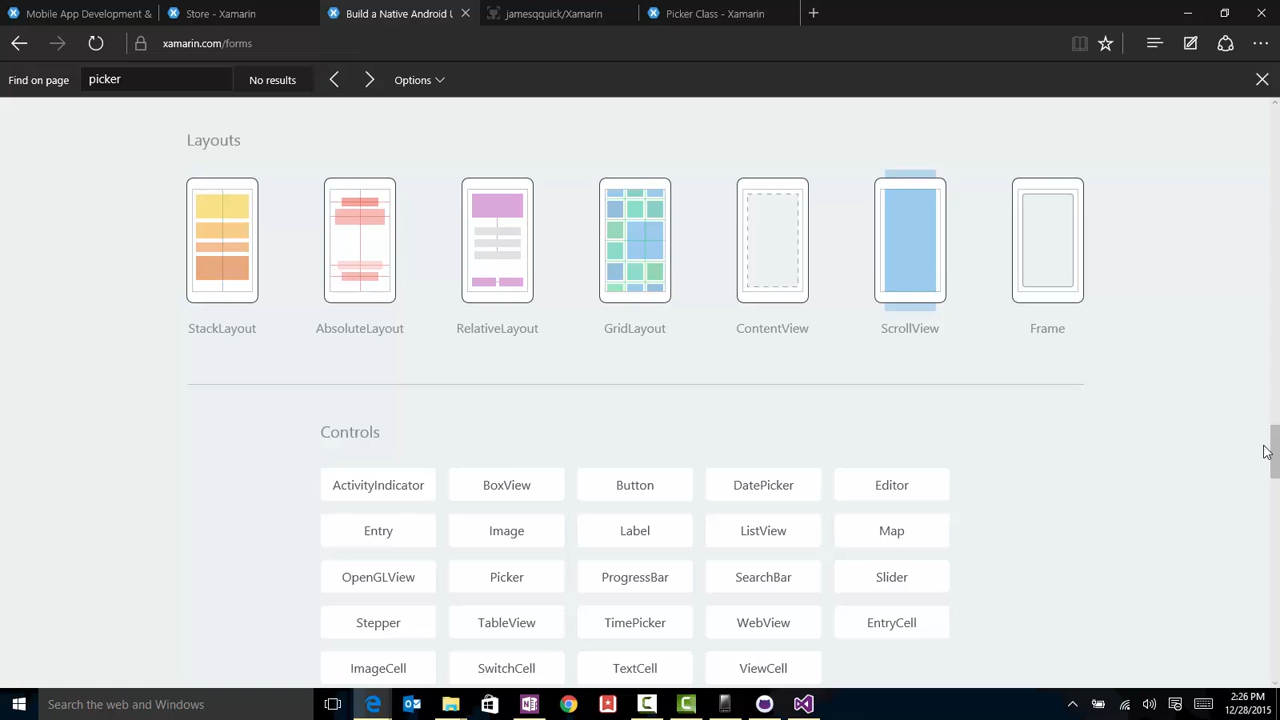 Mobile App Development &
Store - Xamarin
Build a Native Android U
jamesqquick/Xamarin
Picker Class - Xamarin
xamarin.com/forms
Find on page
picker
No results
Options
Layouts
StackLayout
AbsoluteLayout
RelativeLayout
GridLayout
ContentView
ScrollView
Frame
Controls
ActivityIndicator
BoxView
Button
DatePicker
Editor
Entry
Image
Label
ListView
Map
OpenGLView
Picker
ProgressBar
SearchBar
Slider
Stepper
TableView
TimePicker
WebView
EntryCell
ImageCell
SwitchCell
TextCell
ViewCell
Search the web and Windows
2:26 PM
12/28/2015